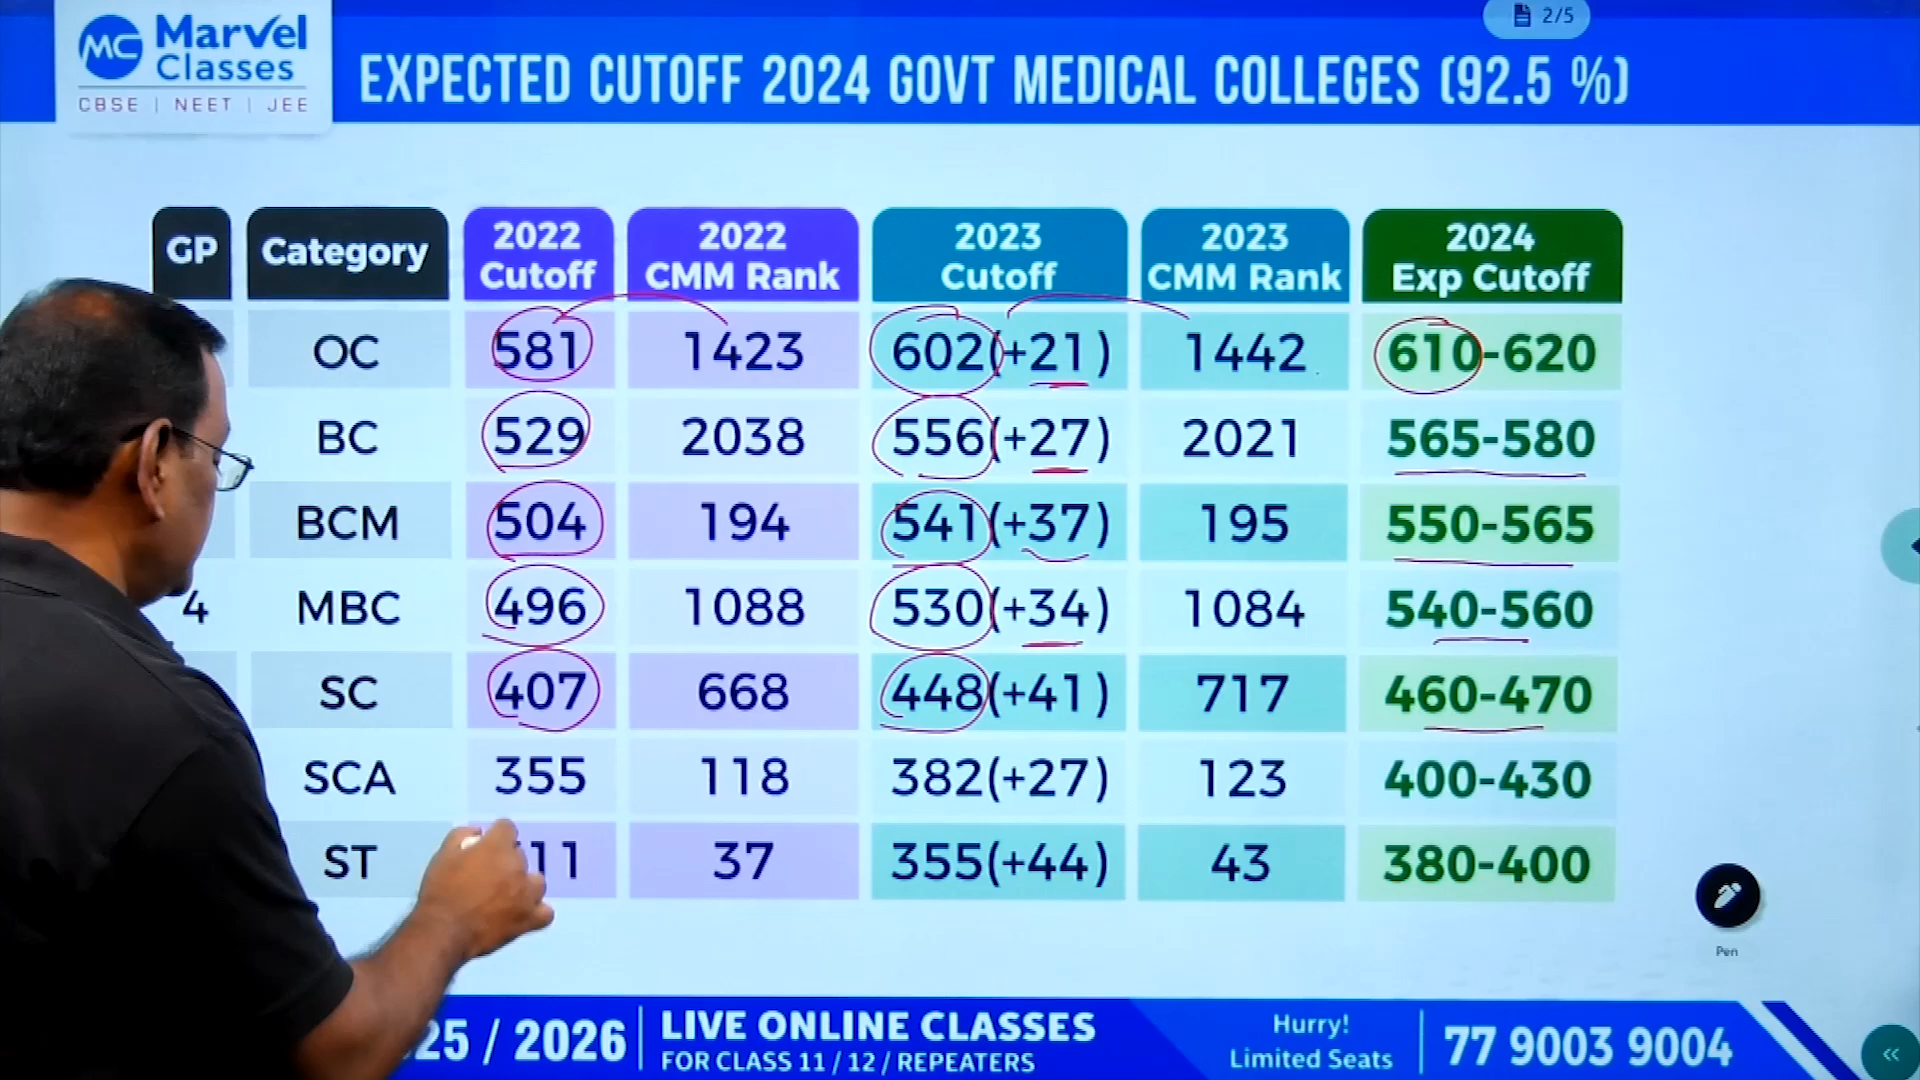 2/5
MC Marvel Classes
CBSE | NEET | JEE
EXPECTED CUTOFF 2024 GOVT MEDICAL COLLEGES (92.5 %)
GP Category 2022 Cutoff 2022 CMM Rank 2023 Cutoff 2023 CMM Rank 2024 Exp Cutoff
OC 581 1423 602(+21) 1442 610-620
BC 529 2038 556(+27) 2021 565-580
BCM 504 194 541(+37) 195 550-565
4 MBC 496 1088 530(+34) 1084 540-560
SC 407 668 448(+41) 717 460-470
SCA 355 118 382(+27) 123 400-430
ST 37 355(+44) 43 380-400
Pen
/ 2026
LIVE ONLINE CLASSES
FOR CLASS 11 / 12 / REPEATERS
Hurry!
Limited Seats
77 9003 9004